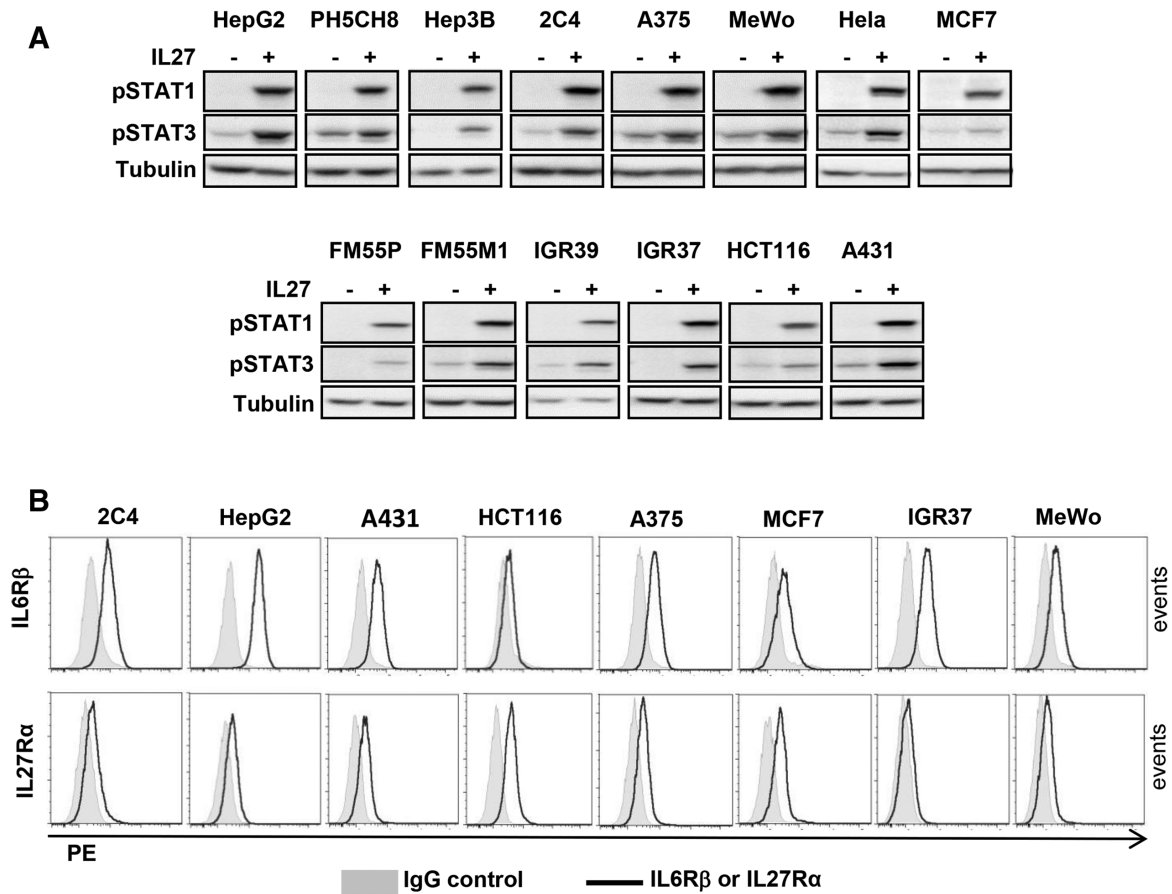 A
HepG2 PH5CH8 Hep3B 2C4 A375 MeWo Hela MCF7
IL27 - + - + - + - + - + - + - + - +
pSTAT1
pSTAT3
Tubulin
FM55P FM55M1 IGR39 IGR37 HCT116 A431
IL27 - + - + - + - + - + - +
pSTAT1
pSTAT3
Tubulin
B
2C4 HepG2 A431 HCT116 A375 MCF7 IGR37 MeWo
IL6Rβ events
IL27Rα events
PE
IgG control IL6Rβ or IL27Rα